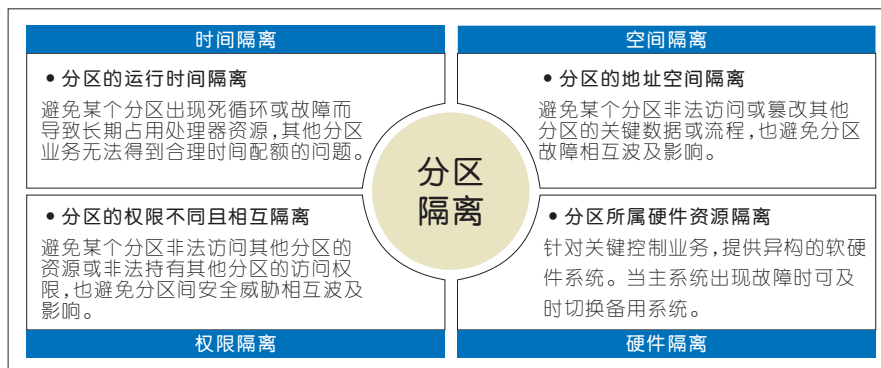 时间隔离
• 分区的运行时间隔离
避免某个分区出现死循环或故障而
导致长期占用处理器资源,其他分区
业务无法得到合理时间配额的问题。
空间隔离
• 分区的地址空间隔离
避免某个分区非法访问或篡改其他
分区的关键数据或流程,也避免分区
故障相互波及影响。
分区
隔离
• 分区的权限不同且相互隔离
避免某个分区非法访问其他分区的
资源或非法持有其他分区的访问权
限,也避免分区间安全威胁相互波及
影响。
权限隔离
• 分区所属硬件资源隔离
针对关键控制业务,提供异构的软硬
件系统。当主系统出现故障时可及
时切换备用系统。
硬件隔离